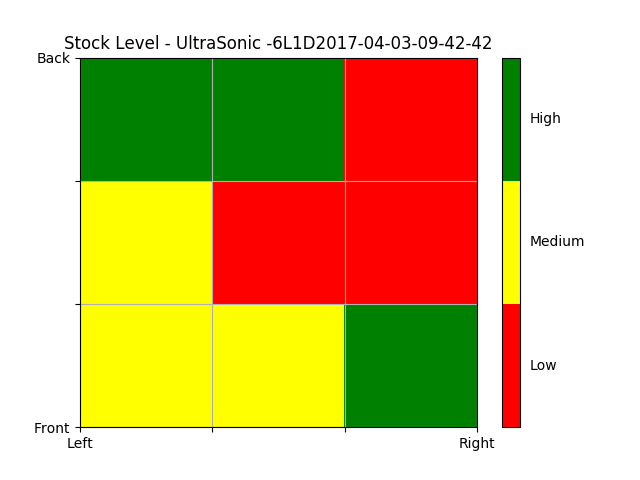 Stock Level - UltraSonic -6L1D2017-04-03-09-42-42
Back
High
Medium
Low
Front
Left
Right